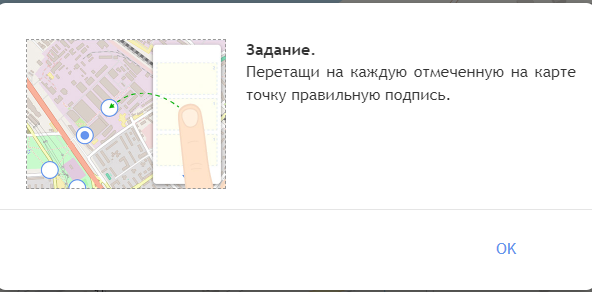 Задание.
Перетащи на каждую отмеченную на карте
точку правильную подпись.
OK